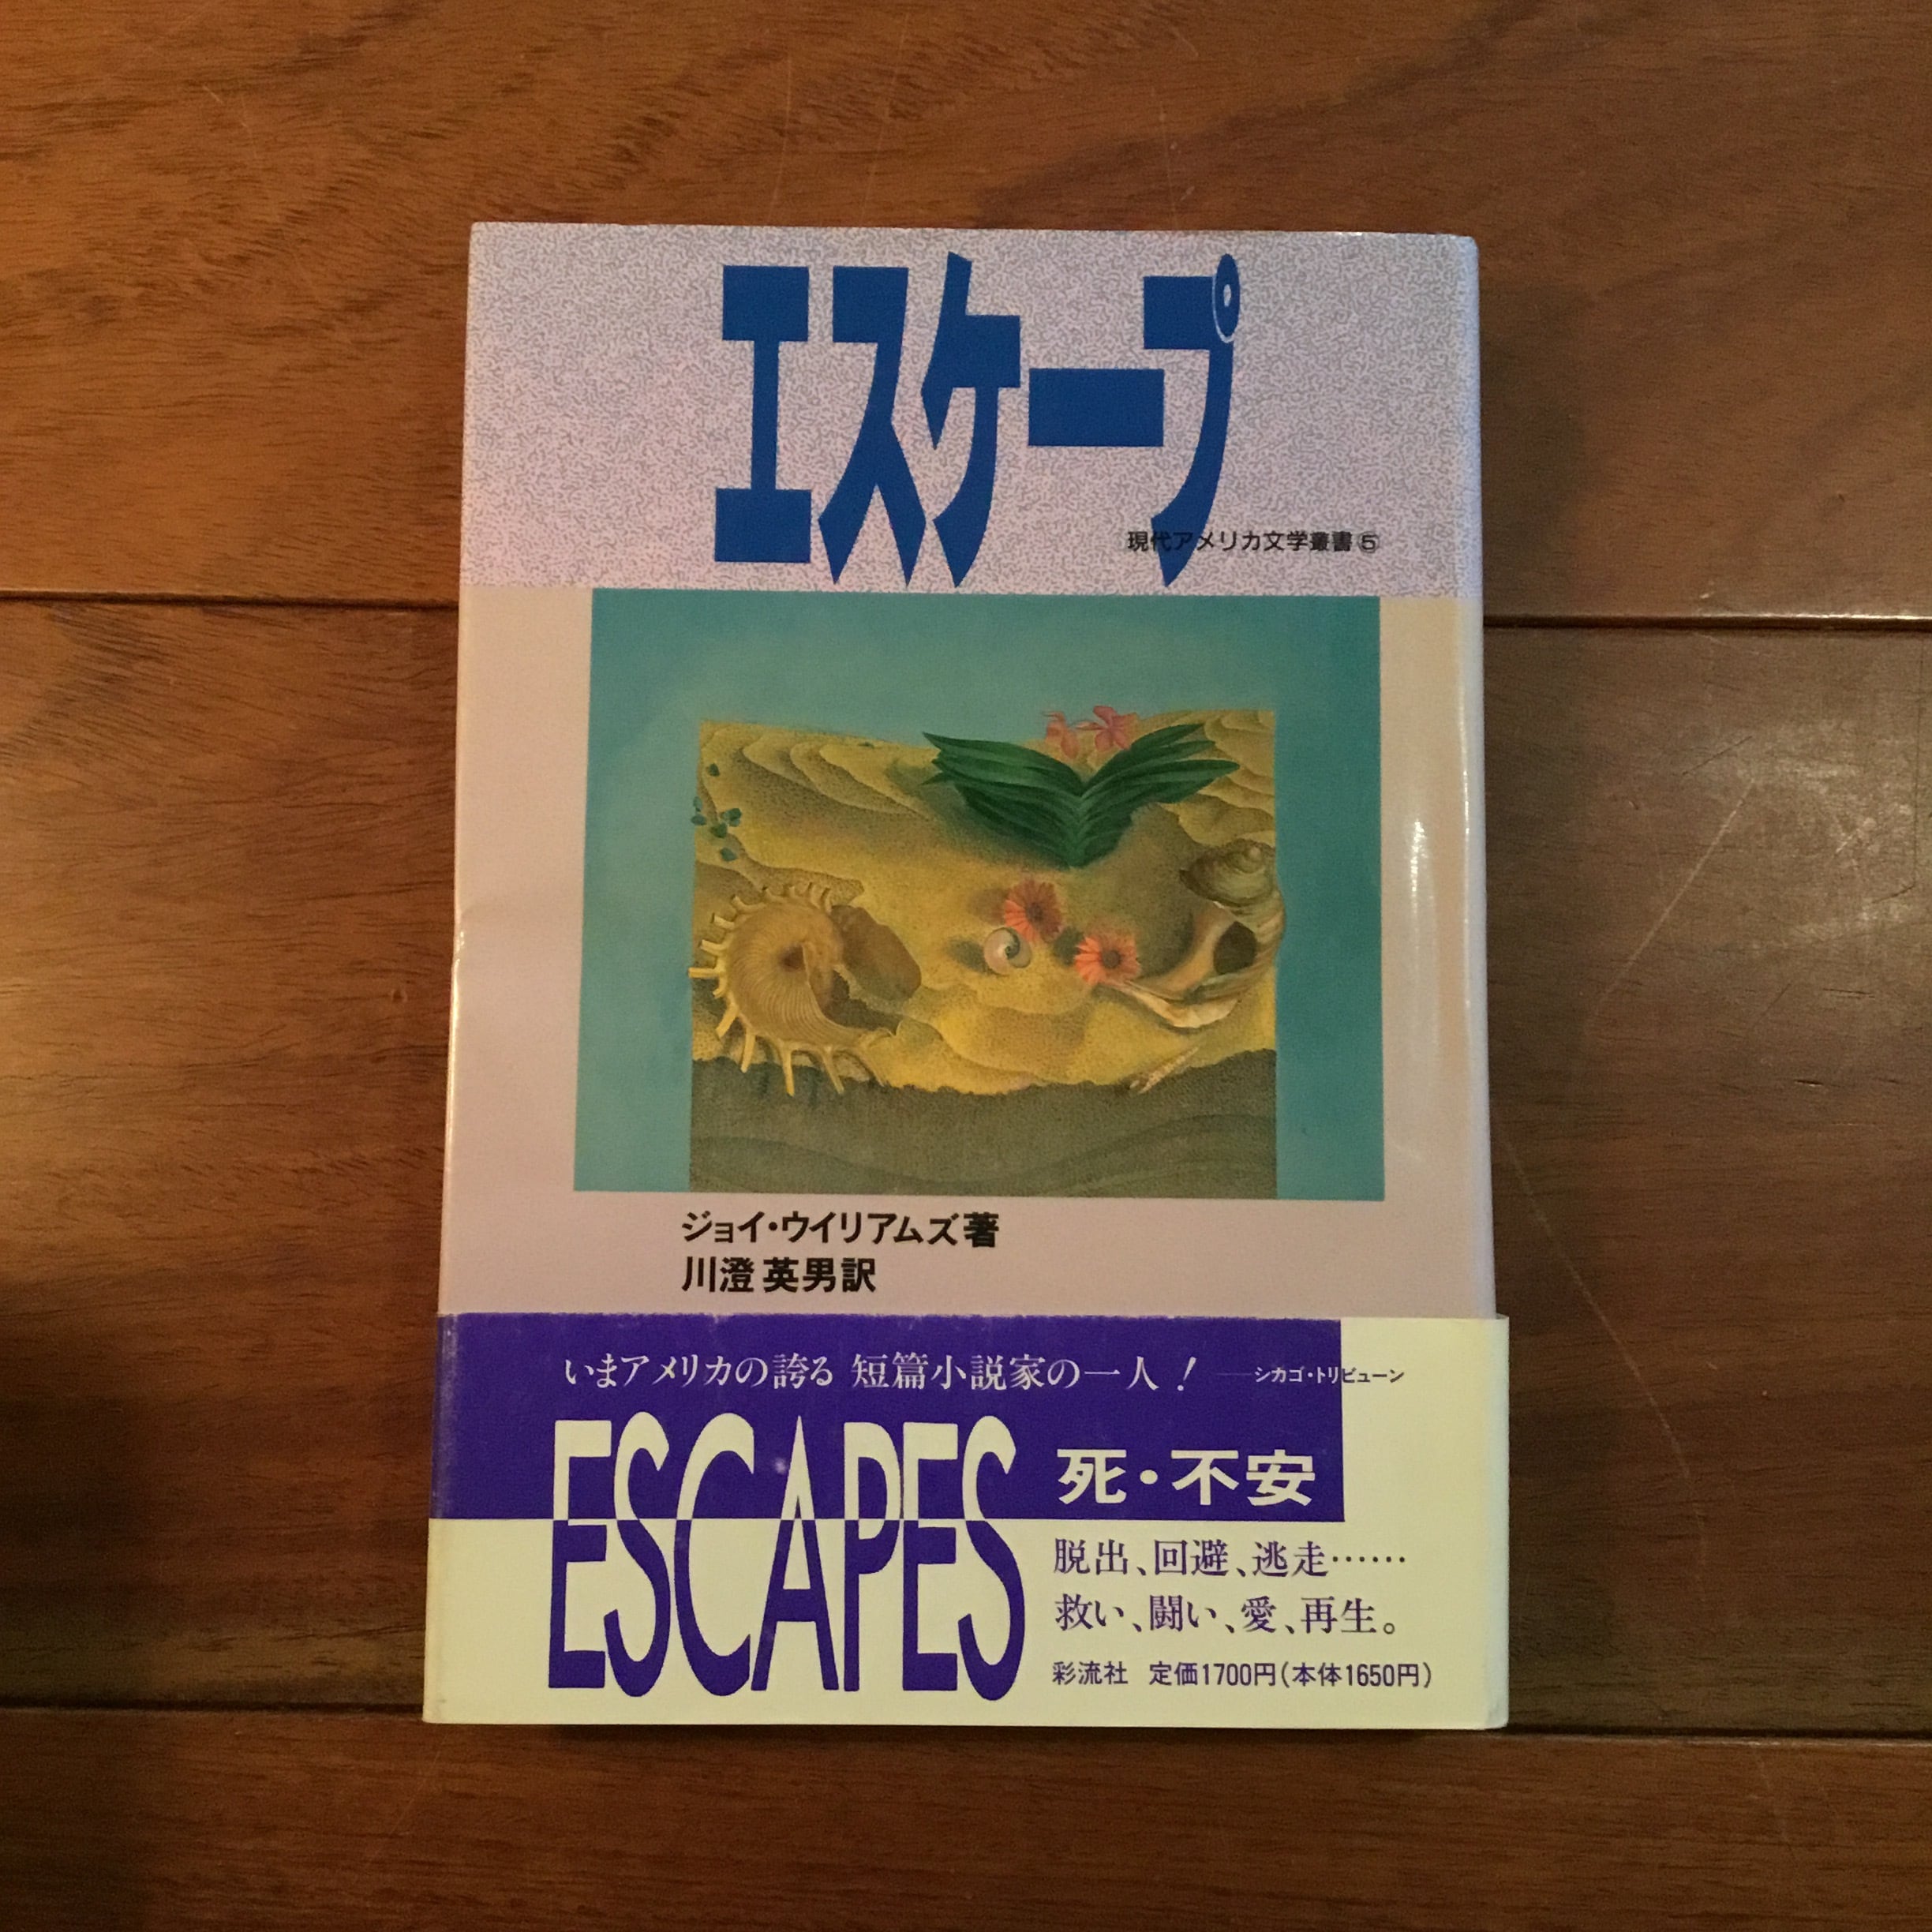 エスケープ
現代アメリカ文学叢書⑤
ジョイ・ウイリアムズ著
川澄英男訳
いまアメリカの誇る 短篇小説家の一人! ―シカゴ・トリビューン
ESCAPES
死・不安
脱出、回避、逃走……
救い、闘い、愛、再生。
彩流社 定価1700円(本体1650円)